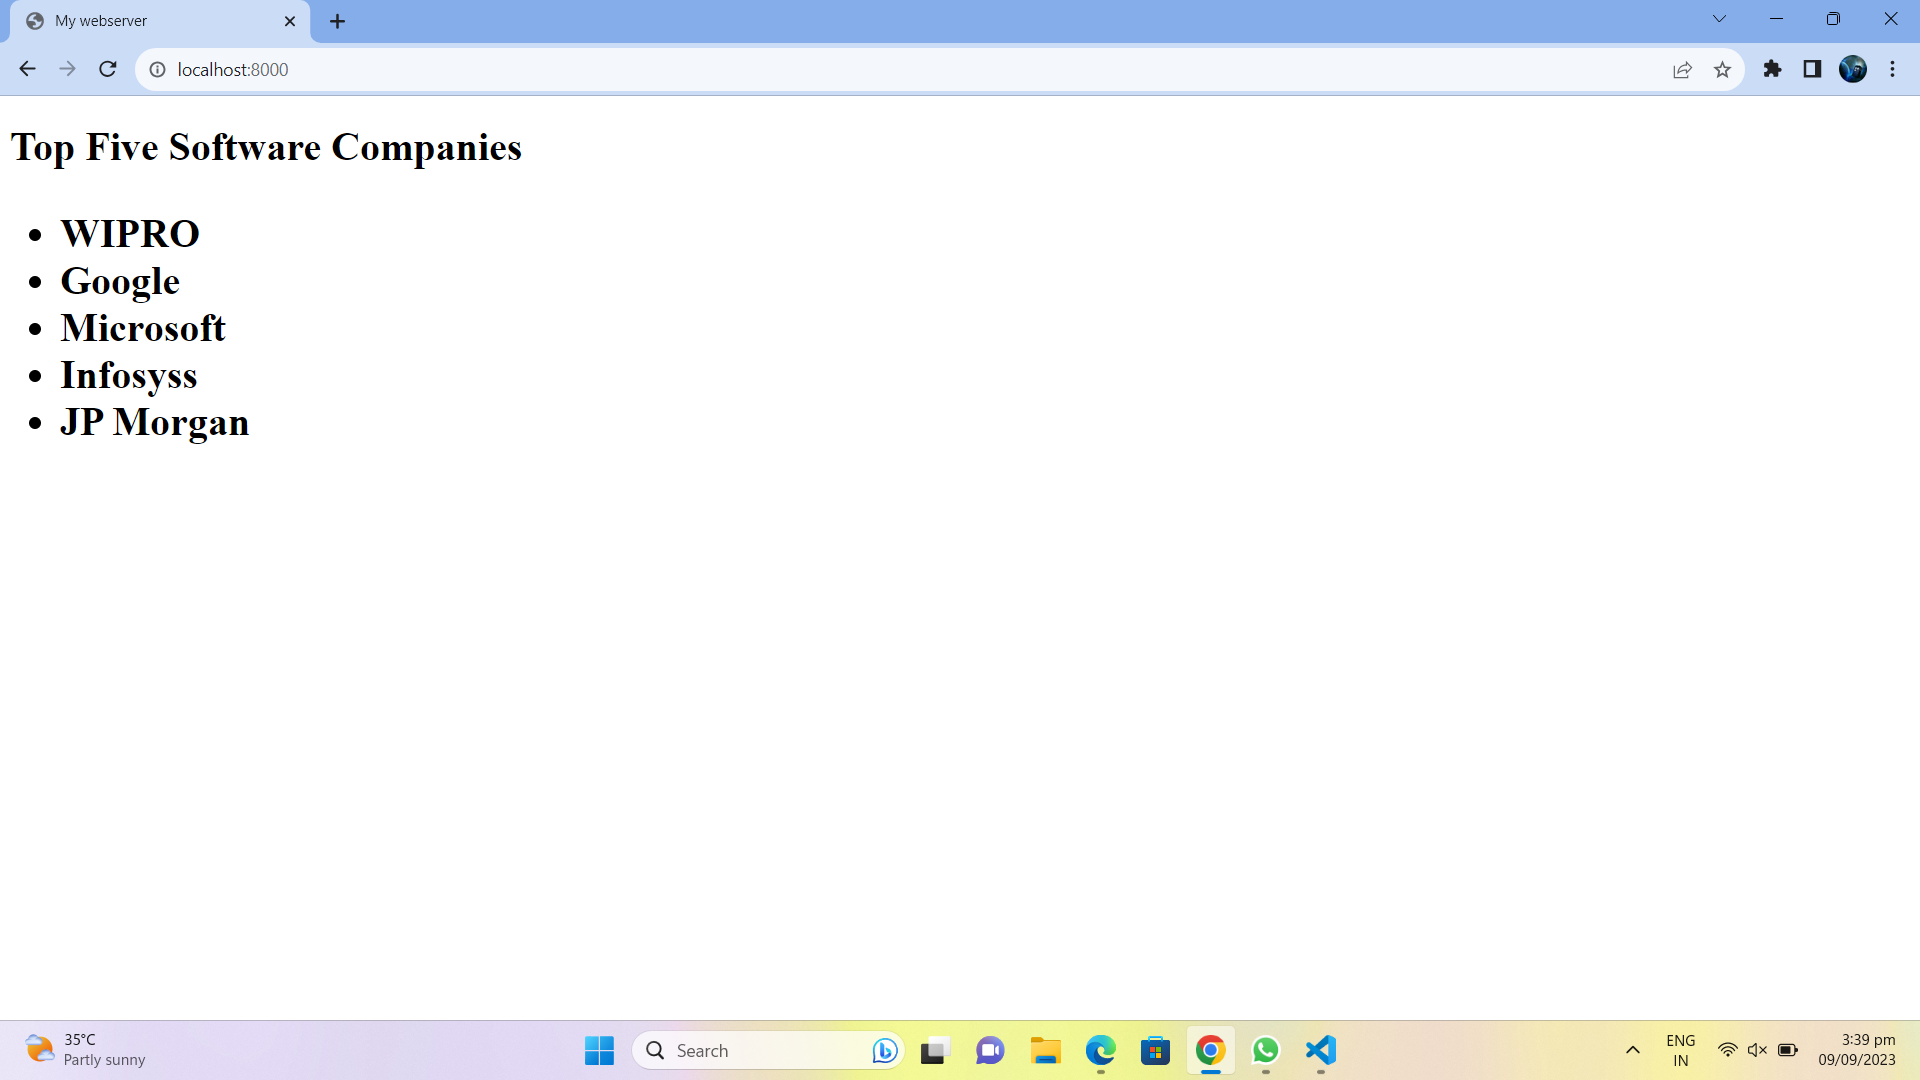 My webserver
localhost:8000
Top Five Software Companies
WIPRO
Google
Microsoft
Infosyss
JP Morgan
35°C
Partly sunny
Search
ENG
IN
3:39 pm
09/09/2023